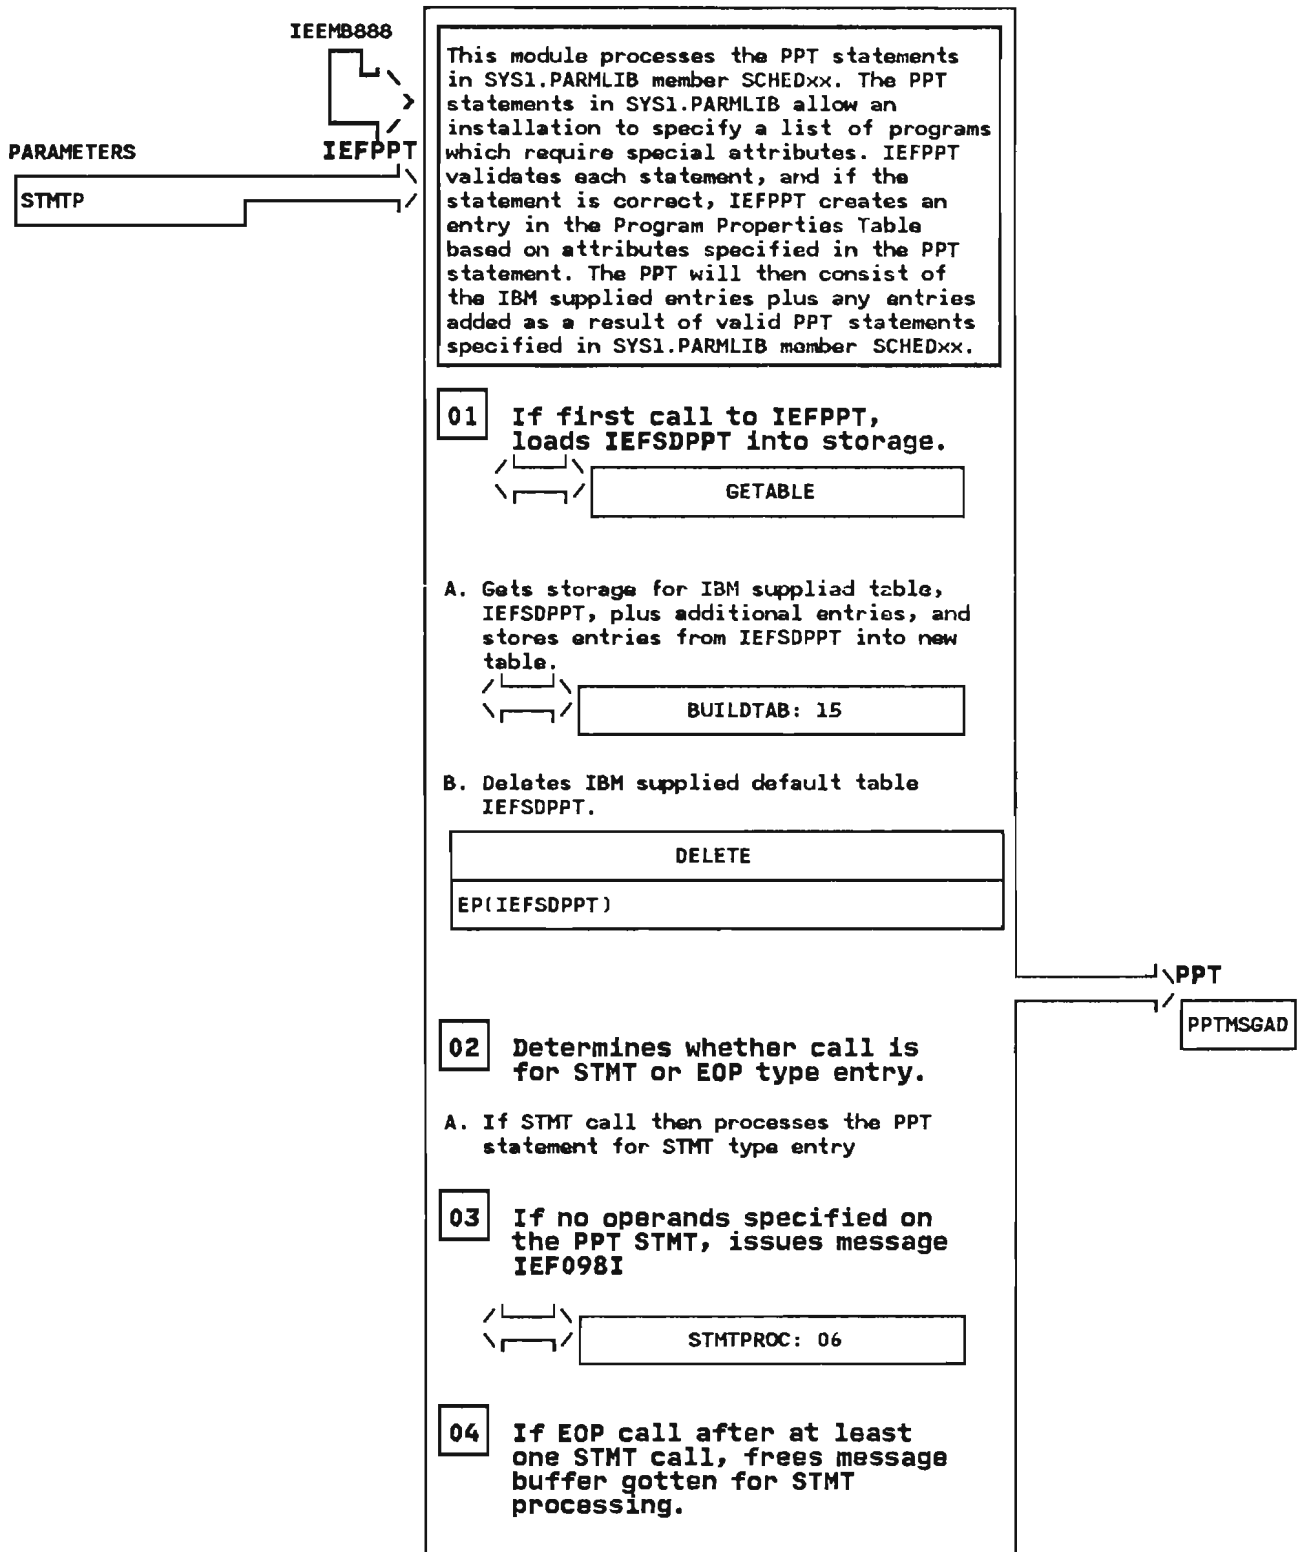 IEEMB888
This module processes the PPT statements
in SYS1.PARMLIB member SCHEDxx. The PPT
statements in SYS1.PARMLIB allow an
installation to specify a list of programs
which require special attributes. IEFPPT
validates each statement, and if the
statement is correct, IEFPPT creates an
entry in the Program Properties Table
based on attributes specified in the PPT
statement. The PPT will then consist of
the IBM supplied entries plus any entries
added as a result of valid PPT statements
specified in SYS1.PARMLIB member SCHEDxx.
PARAMETERS
IEFPPT
STMTP
01 If first call to IEFPPT,
loads IEFSDPPT into storage.
GETABLE
A. Gets storage for IBM supplied table,
IEFSDPPT, plus additional entries, and
stores entries from IEFSDPPT into new
table.
BUILDTAB: 15
B. Deletes IBM supplied default table
IEFSDPPT.
DELETE
EP(IEFSDPPT)
PPT
PPTMSGAD
02 Determines whether call is
for STMT or EOP type entry.
A. If STMT call then processes the PPT
statement for STMT type entry
03 If no operands specified on
the PPT STMT, issues message
IEF098I
STMTPROC: 06
04 If EOP call after at least
one STMT call, frees message
buffer gotten for STMT
processing.